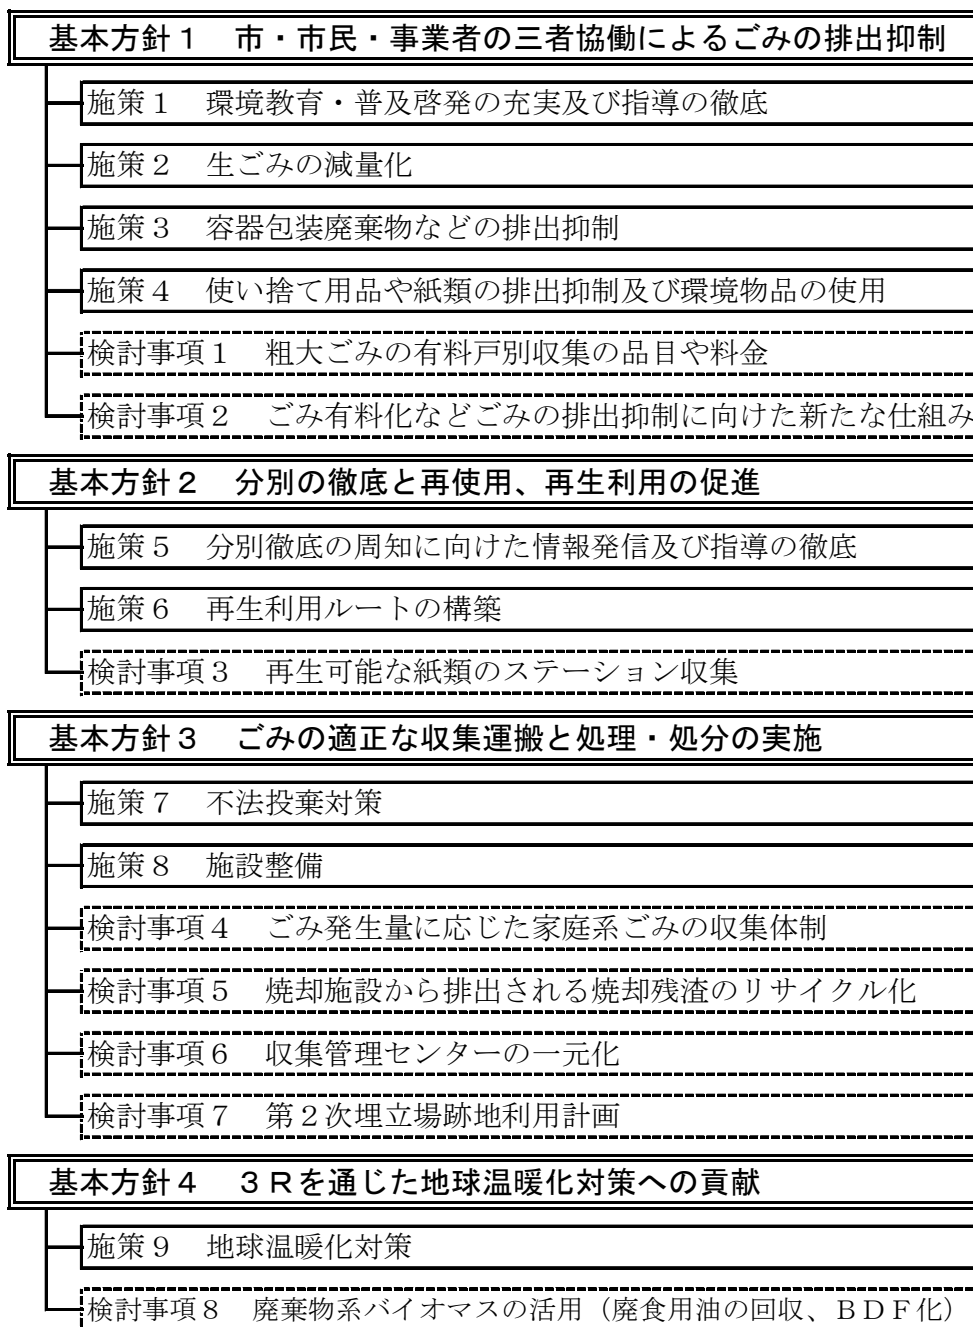 基本方針１　市・市民・事業者の三者協働によるごみの排出抑制
施策１　環境教育・普及啓発の充実及び指導の徹底
施策２　生ごみの減量化
施策３　容器包装廃棄物などの排出抑制
施策４　使い捨て用品や紙類の排出抑制及び環境物品の使用
検討事項１　粗大ごみの有料戸別収集の品目や料金
検討事項２　ごみ有料化などごみの排出抑制に向けた新たな仕組み
基本方針２　分別の徹底と再使用、再生利用の促進
施策５　分別徹底の周知に向けた情報発信及び指導の徹底
施策６　再生利用ルートの構築
検討事項３　再生可能な紙類のステーション収集
基本方針３　ごみの適正な収集運搬と処理・処分の実施
施策７　不法投棄対策
施策８　施設整備
検討事項４　ごみ発生量に応じた家庭系ごみの収集体制
検討事項５　焼却施設から排出される焼却残渣のリサイクル化
検討事項６　収集管理センターの一元化
検討事項７　第２次埋立場跡地利用計画
基本方針４　３Ｒを通じた地球温暖化対策への貢献
施策９　地球温暖化対策
検討事項８　廃棄物系バイオマスの活用（廃食用油の回収、ＢＤＦ化）